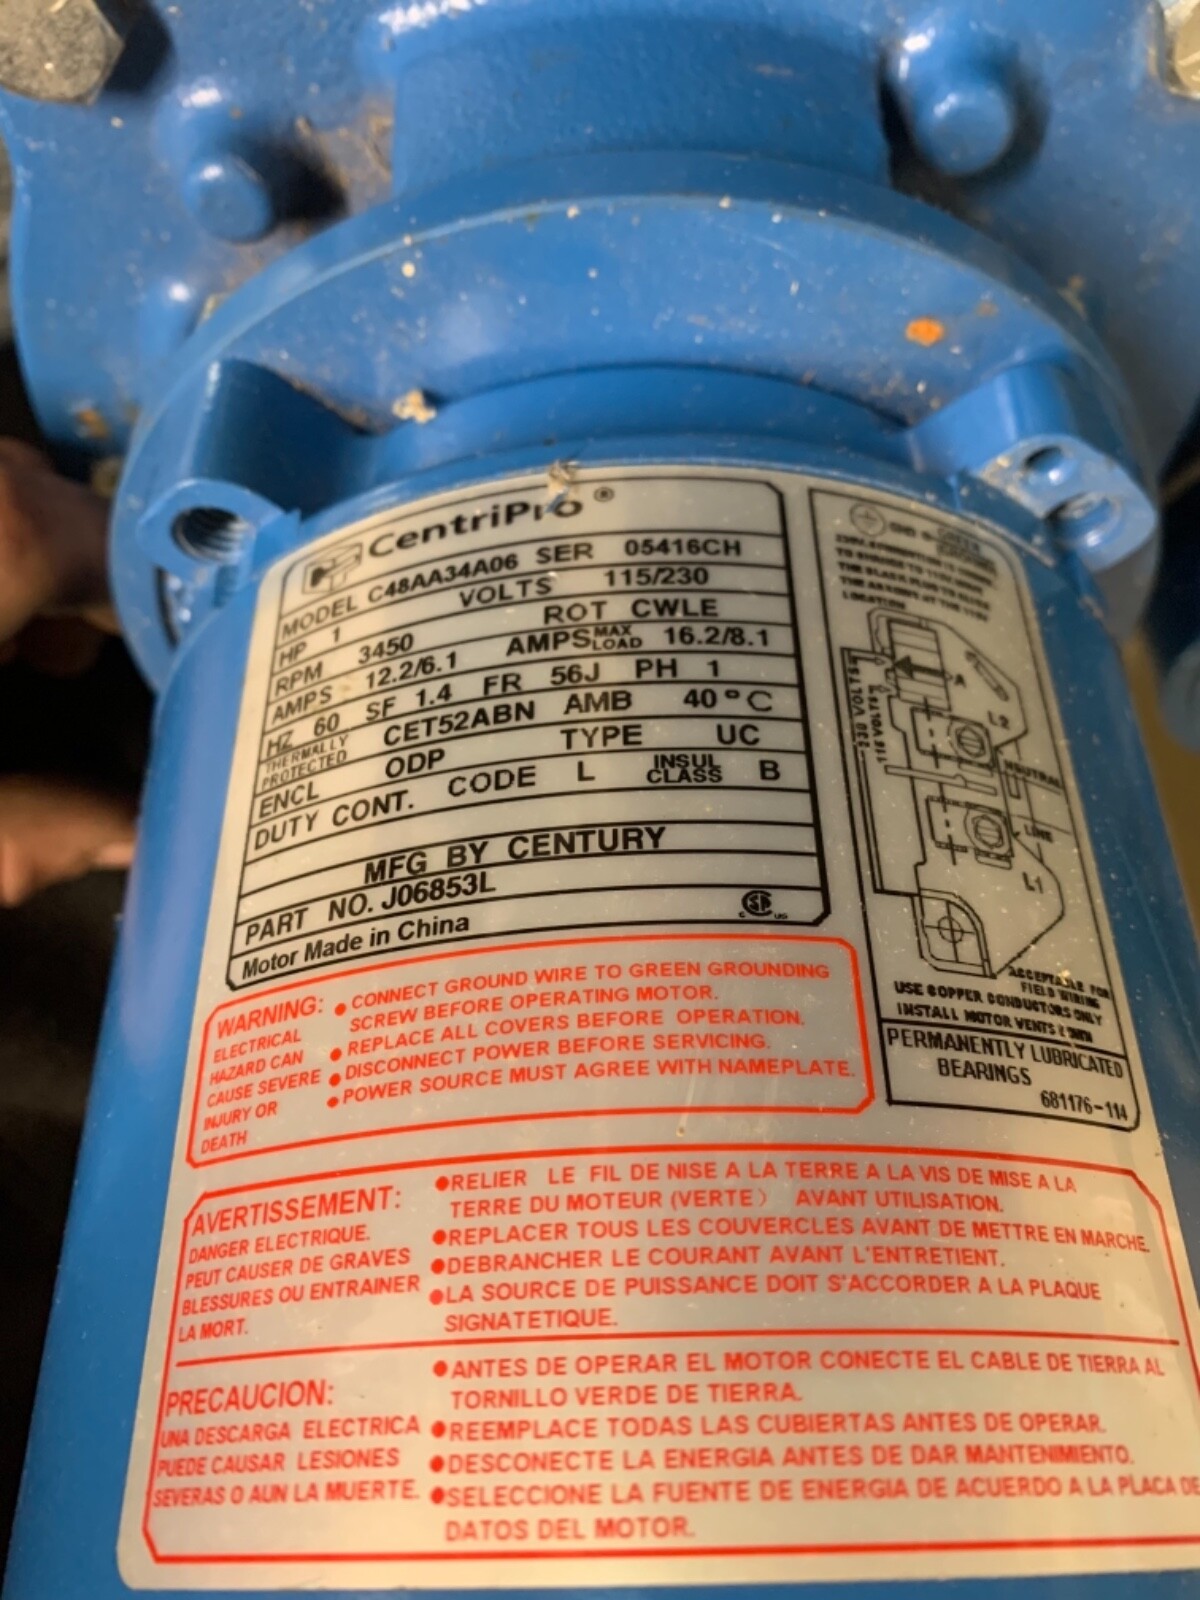 CentriPro®
MODEL C48AA34A06 SER 05416CH
HP 1 VOLTS 115/230
RPM 3450 ROT CWLE
AMPS 12.2/6.1 AMPS MAX LOAD 16.2/8.1
HZ 60 SF 1.4 FR 56J PH 1
THERMALLY PROTECTED CET52ABN AMB 40°C
ENCL ODP TYPE UC
DUTY CONT. CODE L INSUL CLASS B
MFG BY CENTURY
PART NO. J06853L
Motor Made in China
C SA US
WARNING:
ELECTRICAL
HAZARD CAN
CAUSE SEVERE
INJURY OR
DEATH
●CONNECT GROUND WIRE TO GREEN GROUNDING
SCREW BEFORE OPERATING MOTOR.
●REPLACE ALL COVERS BEFORE OPERATION.
●DISCONNECT POWER BEFORE SERVICING.
●POWER SOURCE MUST AGREE WITH NAMEPLATE.
LOCATION
A
L2
NEUTRAL
LINE
L1
ACCEPTABLE FOR
FIELD WIRING
USE COPPER CONDUCTORS ONLY
INSTALL MOTOR VENTS
PERMANENTLY LUBRICATED
BEARINGS
681176-114
AVERTISSEMENT:
DANGER ELECTRIQUE.
PEUT CAUSER DE GRAVES
BLESSURES OU ENTRAINER
LA MORT.
●RELIER LE FIL DE NISE A LA TERRE A LA VIS DE MISE A LA
TERRE DU MOTEUR (VERTE) AVANT UTILISATION.
●REPLACER TOUS LES COUVERCLES AVANT DE METTRE EN MARCHE.
●DEBRANCHER LE COURANT AVANT L'ENTRETIENT.
●LA SOURCE DE PUISSANCE DOIT S'ACCORDER A LA PLAQUE
SIGNATETIQUE.
PRECAUCION:
UNA DESCARGA ELECTRICA
PUEDE CAUSAR LESIONES
SEVERAS O AUN LA MUERTE.
●ANTES DE OPERAR EL MOTOR CONECTE EL CABLE DE TIERRA AL
TORNILLO VERDE DE TIERRA.
●REEMPLACE TODAS LAS CUBIERTAS ANTES DE OPERAR.
●DESCONECTE LA ENERGIA ANTES DE DAR MANTENIMIENTO.
●SELECCIONE LA FUENTE DE ENERGIA DE ACUERDO A LA PLACA DE
DATOS DEL MOTOR.